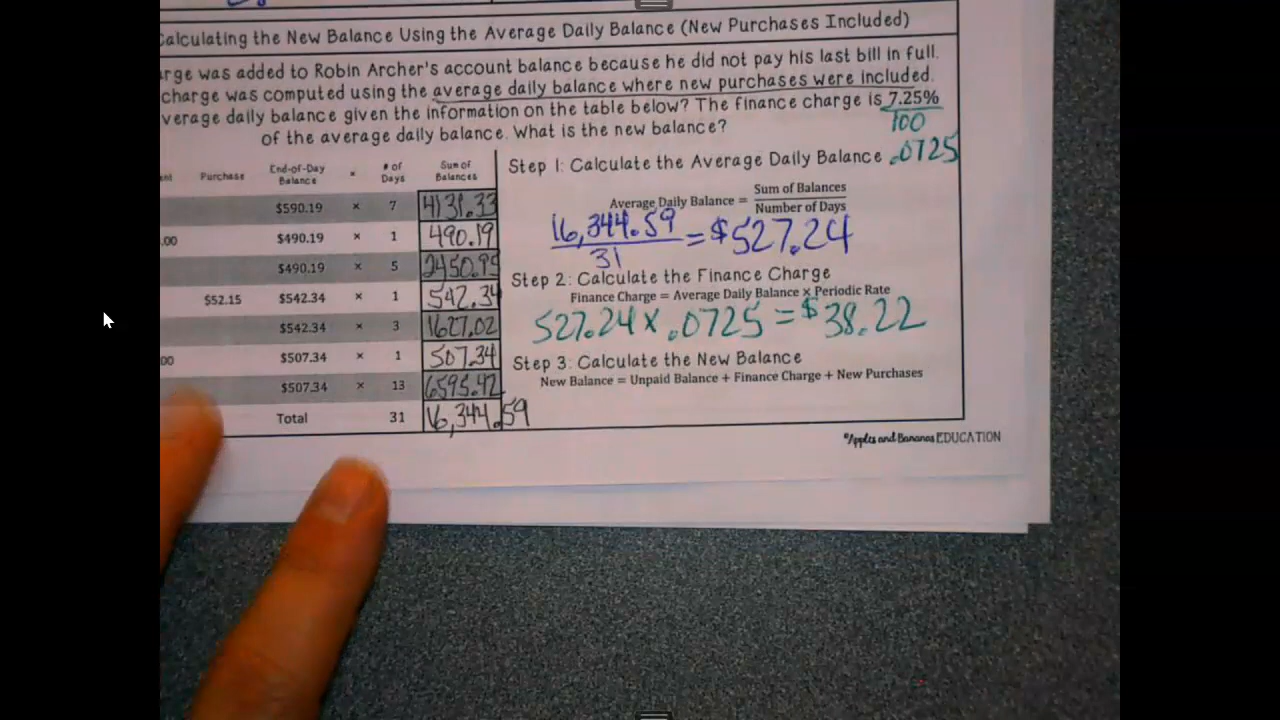 Calculating the New Balance Using the Average Daily Balance (New Purchases Included)
was added to Robin Archer's account balance because he did not pay his last bill in full.
charge was computed using the average daily balance where new purchases were included.
daily balance given the information on the table below? The finance charge is 7.25%
of the average daily balance. What is the new balance?
100
.0725
Purchase End-of-Day Balance × # of Days Sum of Balances
$590.19 × 7 4131.33
.00 $490.19 × 1 490.19
$490.19 × 5 2450.95
$52.15 $542.34 × 1 542.34
$542.34 × 3 1627.02
00 $507.34 × 1 507.34
$507.34 × 13 6595.42
Total 31 16,344.59
Step 1: Calculate the Average Daily Balance
Average Daily Balance = Sum of Balances
Number of Days
16,344.59 = $527.24
31
Step 2: Calculate the Finance Charge
Finance Charge = Average Daily Balance × Periodic Rate
527.24 × .0725 = $38.22
Step 3: Calculate the New Balance
New Balance = Unpaid Balance + Finance Charge + New Purchases
©Apples and Bananas EDUCATION